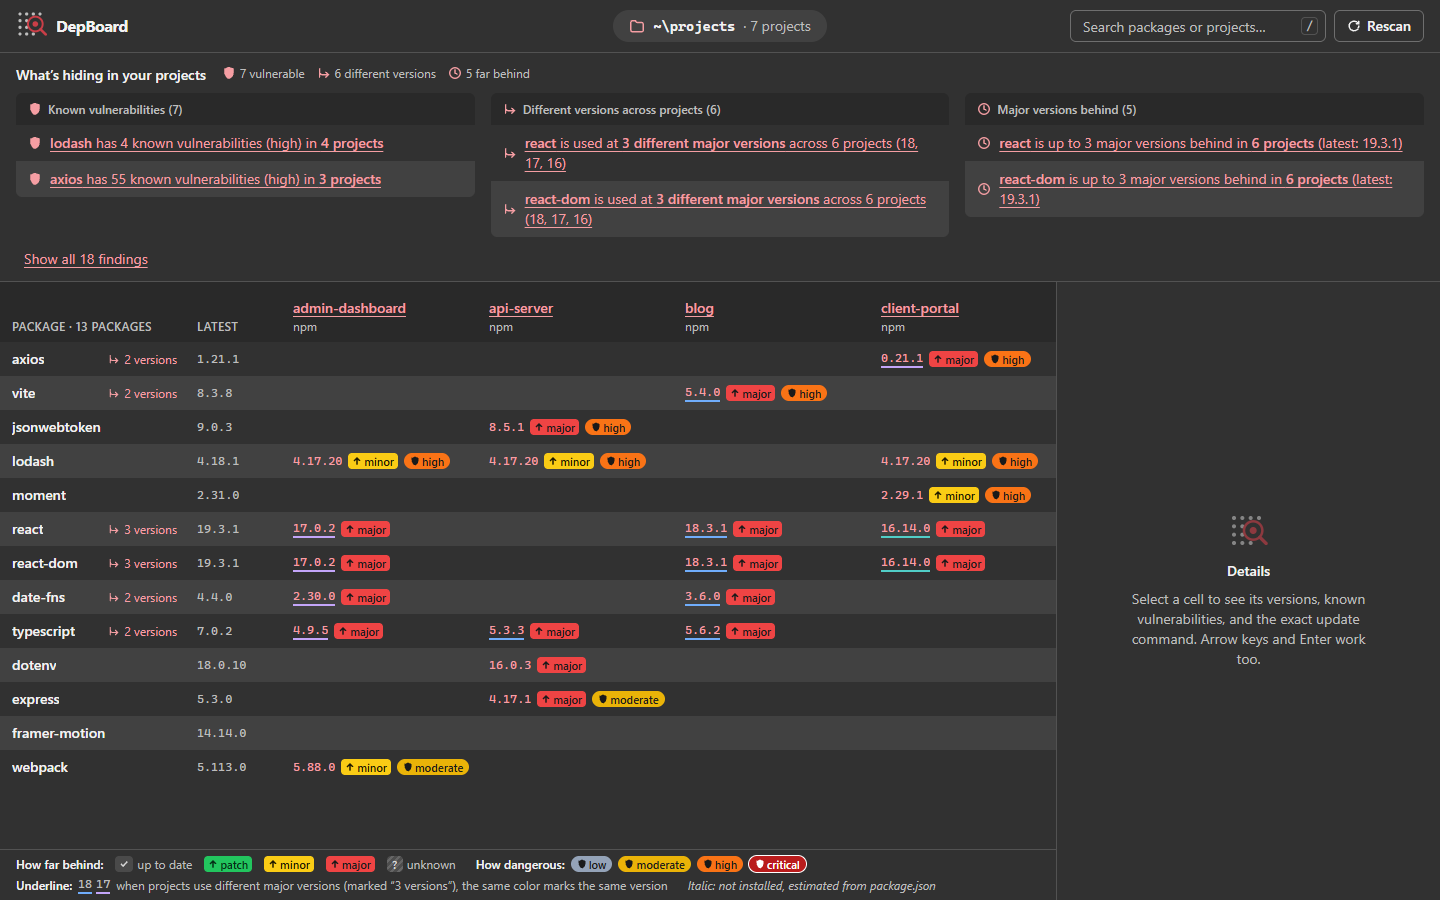 DepBoard
~\projects · 7 projects
Search packages or projects... /
Rescan
What's hiding in your projects 7 vulnerable 6 different versions 5 far behind
Known vulnerabilities (7)
lodash has 4 known vulnerabilities (high) in 4 projects
axios has 55 known vulnerabilities (high) in 3 projects
Different versions across projects (6)
react is used at 3 different major versions across 6 projects (18,
17, 16)
react-dom is used at 3 different major versions across 6 projects
(18, 17, 16)
Major versions behind (5)
react is up to 3 major versions behind in 6 projects (latest: 19.3.1)
react-dom is up to 3 major versions behind in 6 projects (latest:
19.3.1)
Show all 18 findings
admin-dashboard api-server blog client-portal
PACKAGE · 13 PACKAGES LATEST npm npm npm npm
axios 2 versions 1.21.1 0.21.1 major high
vite 2 versions 8.3.8 5.4.0 major high
jsonwebtoken 9.0.3 8.5.1 major high
lodash 4.18.1 4.17.20 minor high 4.17.20 minor high 4.17.20 minor high
moment 2.31.0 2.29.1 minor high
react 3 versions 19.3.1 17.0.2 major 18.3.1 major 16.14.0 major
react-dom 3 versions 19.3.1 17.0.2 major 18.3.1 major 16.14.0 major
date-fns 2 versions 4.4.0 2.30.0 major 3.6.0 major
typescript 2 versions 7.0.2 4.9.5 major 5.3.3 major 5.6.2 major
dotenv 18.0.10 16.0.3 major
express 5.3.0 4.17.1 major moderate
framer-motion 14.14.0
webpack 5.113.0 5.88.0 minor moderate
Details
Select a cell to see its versions, known
vulnerabilities, and the exact update
command. Arrow keys and Enter work
too.
How far behind: up to date patch minor major ? unknown How dangerous: low moderate high critical
Underline: 18 17 when projects use different major versions (marked “3 versions”), the same color marks the same version Italic: not installed, estimated from package.json